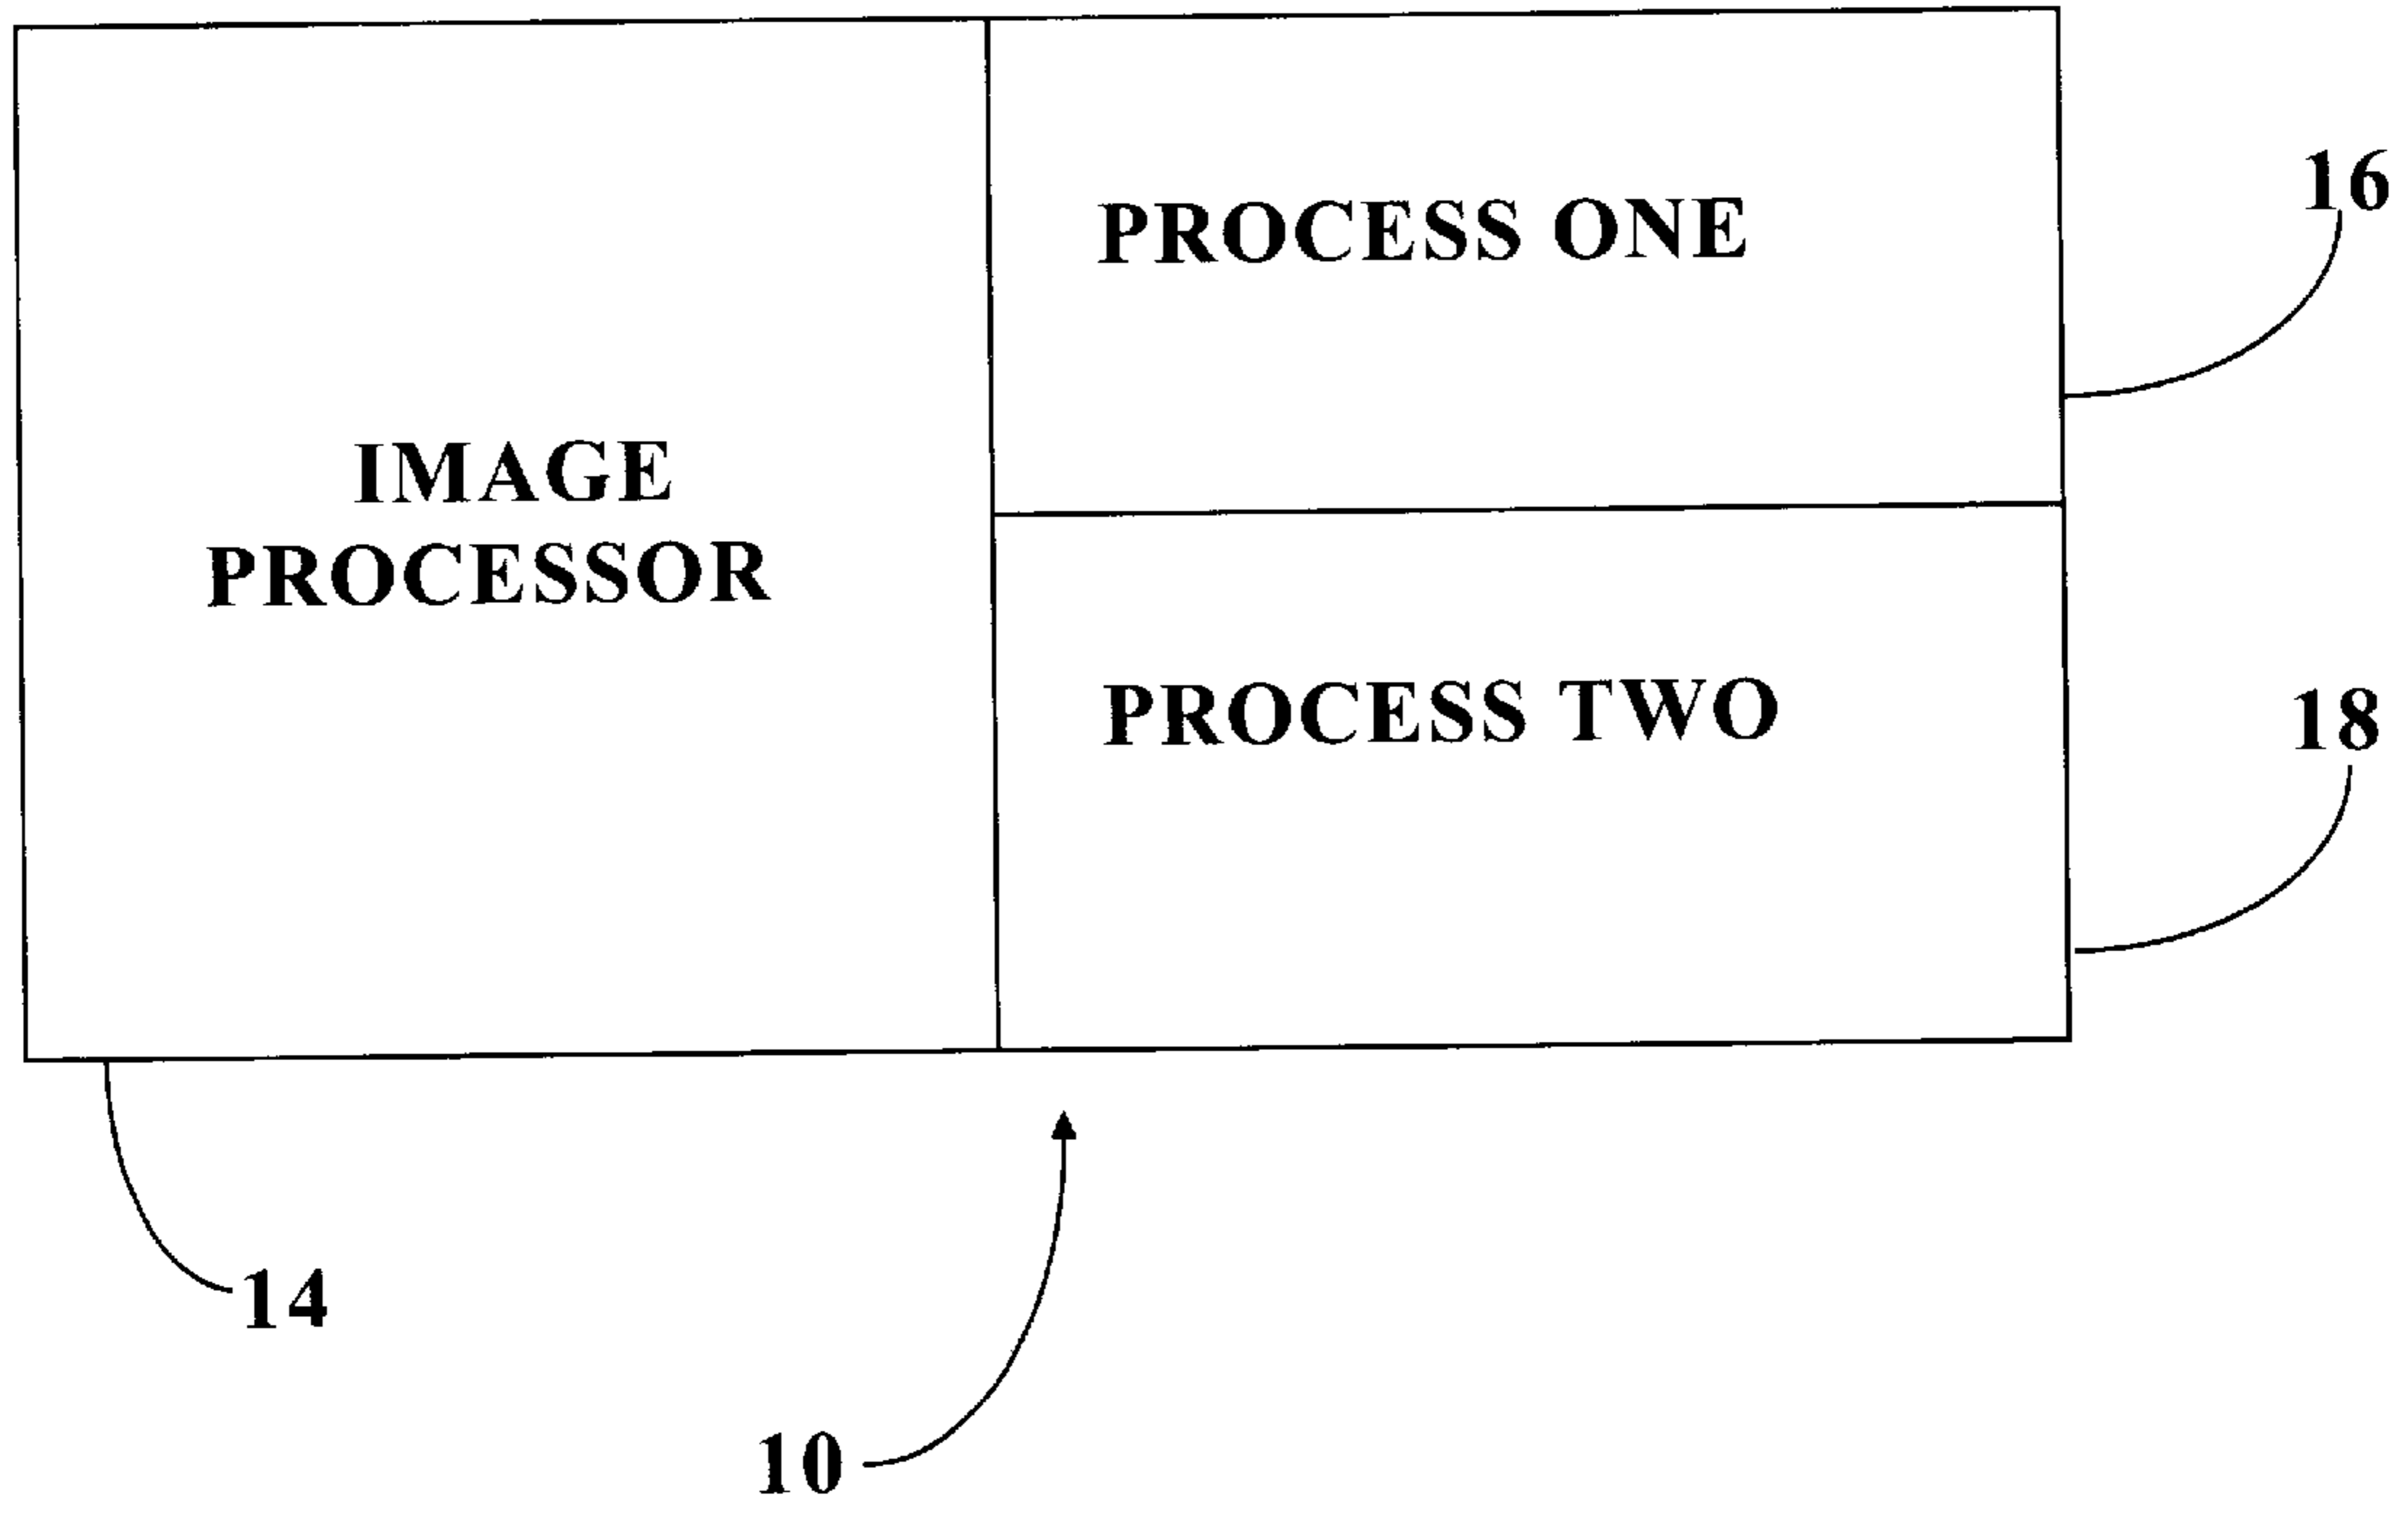 PROCESS ONE
16
IMAGE
PROCESSOR
PROCESS TWO
18
14
10